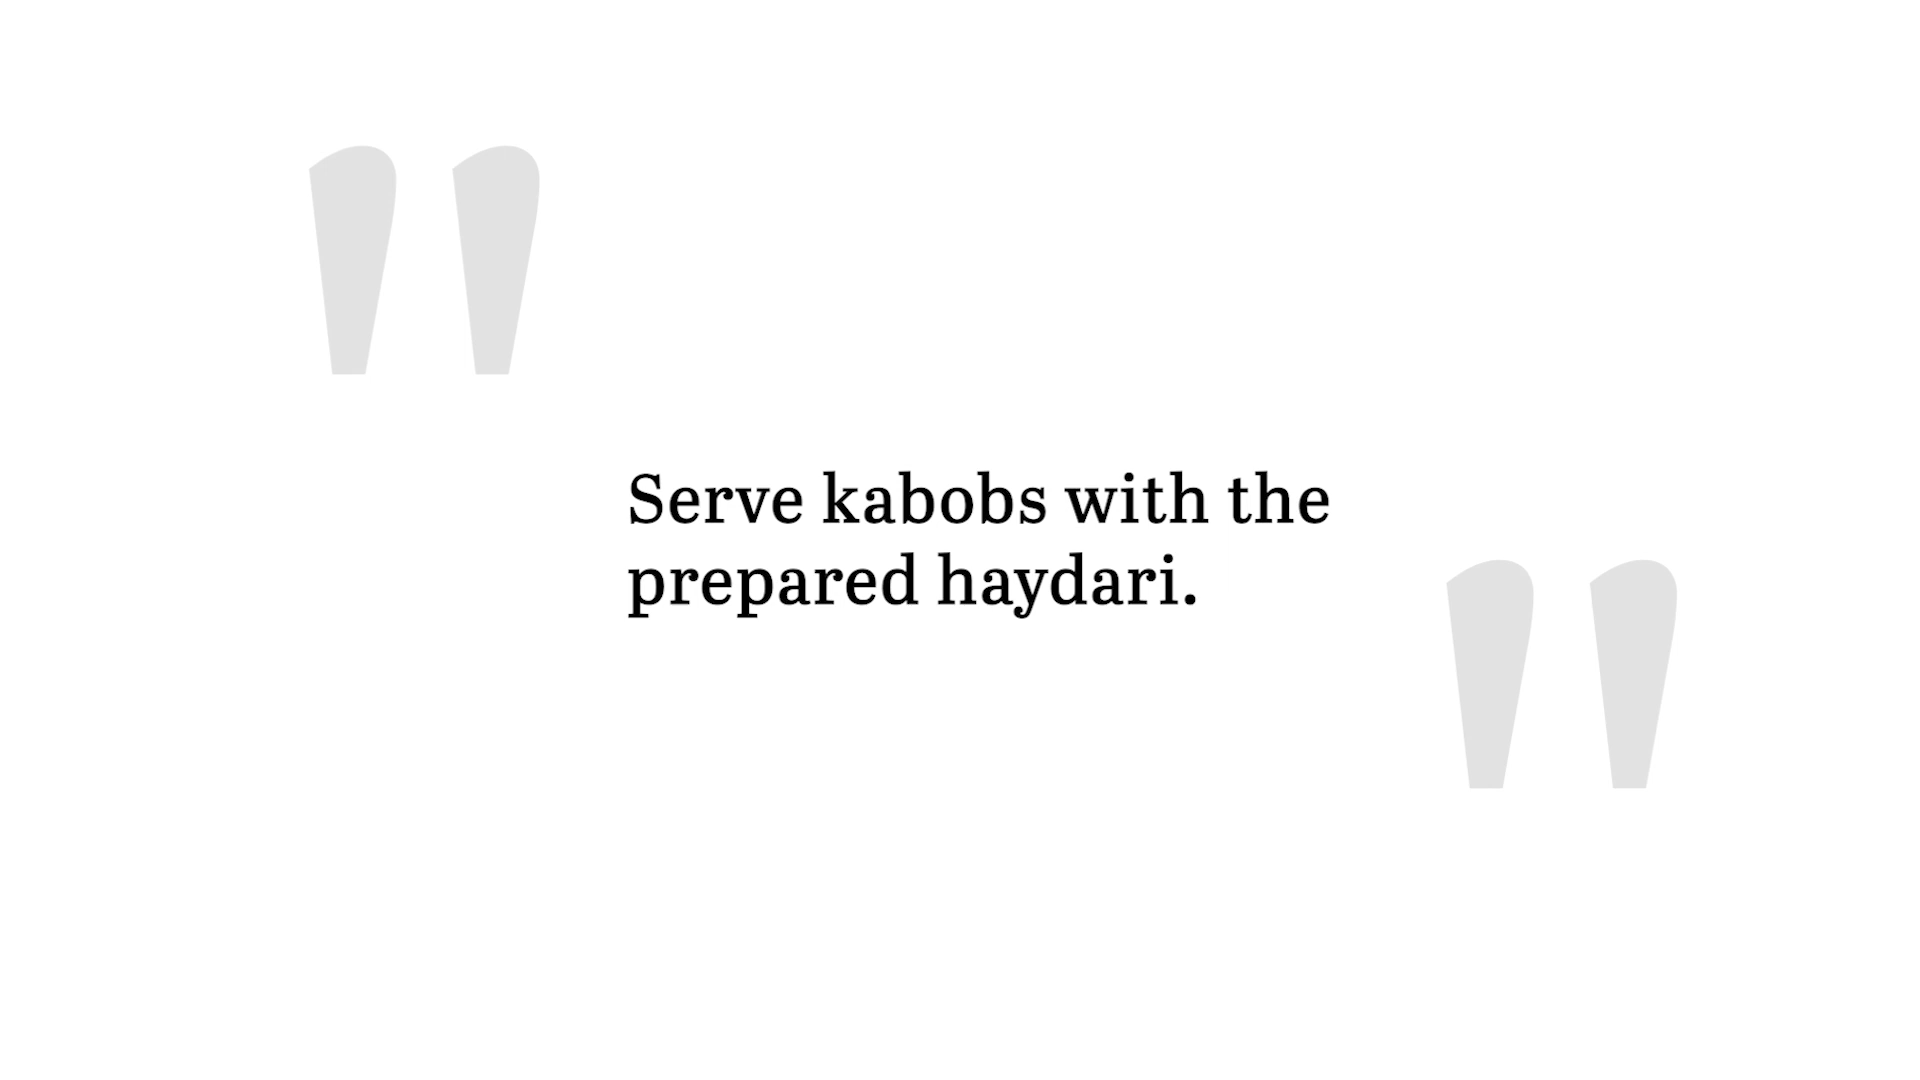 "
Serve kabobs with the
prepared haydari.
"